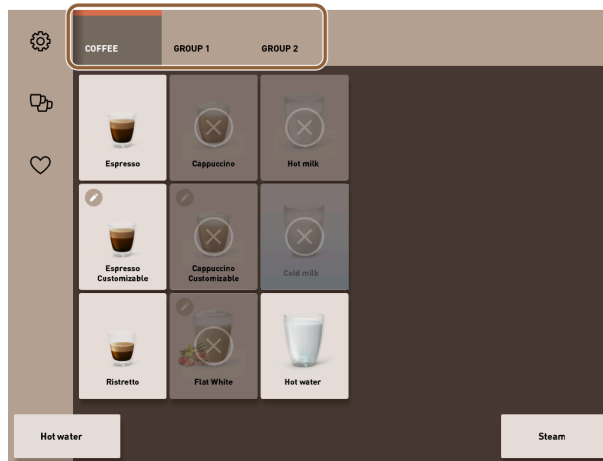 COFFEE
GROUP 1
GROUP 2
Espresso
Cappuccino
Hot milk
Espresso
Customizable
Cappuccino
Customizable
Cold milk
Ristretto
Flat White
Hot water
Hot water
Steam